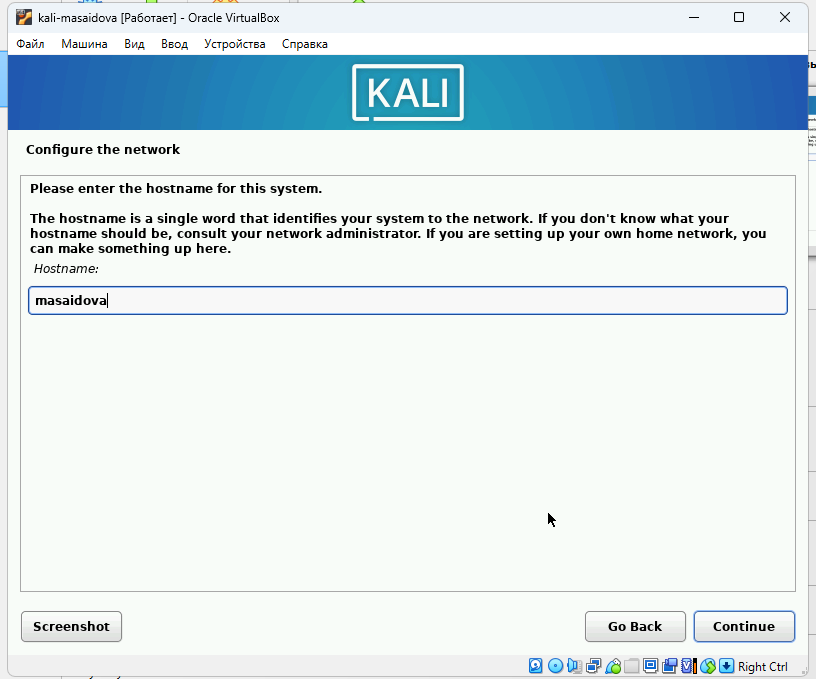 kali-masaidova [Работает] - Oracle VirtualBox
Файл Машина Вид Ввод Устройства Справка
KALI
Configure the network
Please enter the hostname for this system.
The hostname is a single word that identifies your system to the network. If you don't know what your
hostname should be, consult your network administrator. If you are setting up your own home network, you
can make something up here.
Hostname:
masaidova
Screenshot Go Back Continue
Right Ctrl